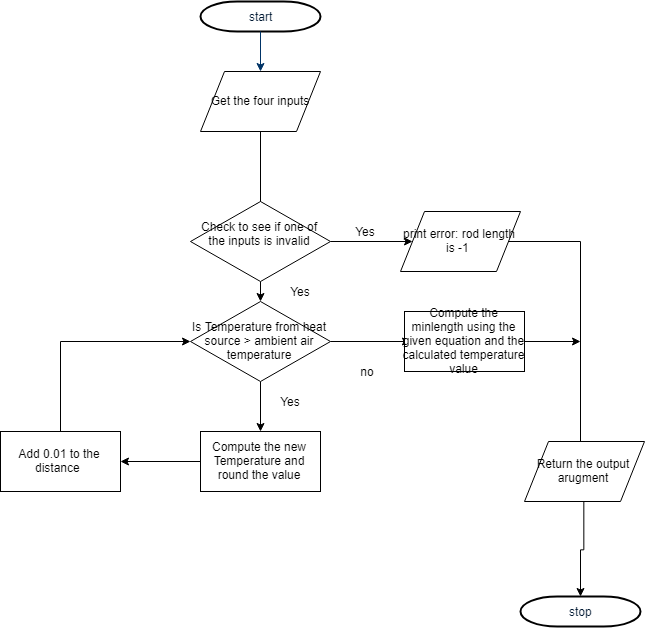 start
Get the four inputs
Check to see if one of
the inputs is invalid
Yes
print error: rod length
is -1
Yes
Is Temperature from heat
source > ambient air
temperature
no
Compute the
minlength using the
given equation and the
calculated temperature
value
Yes
Add 0.01 to the
distance
Compute the new
Temperature and
round the value
Return the output
arugment
stop